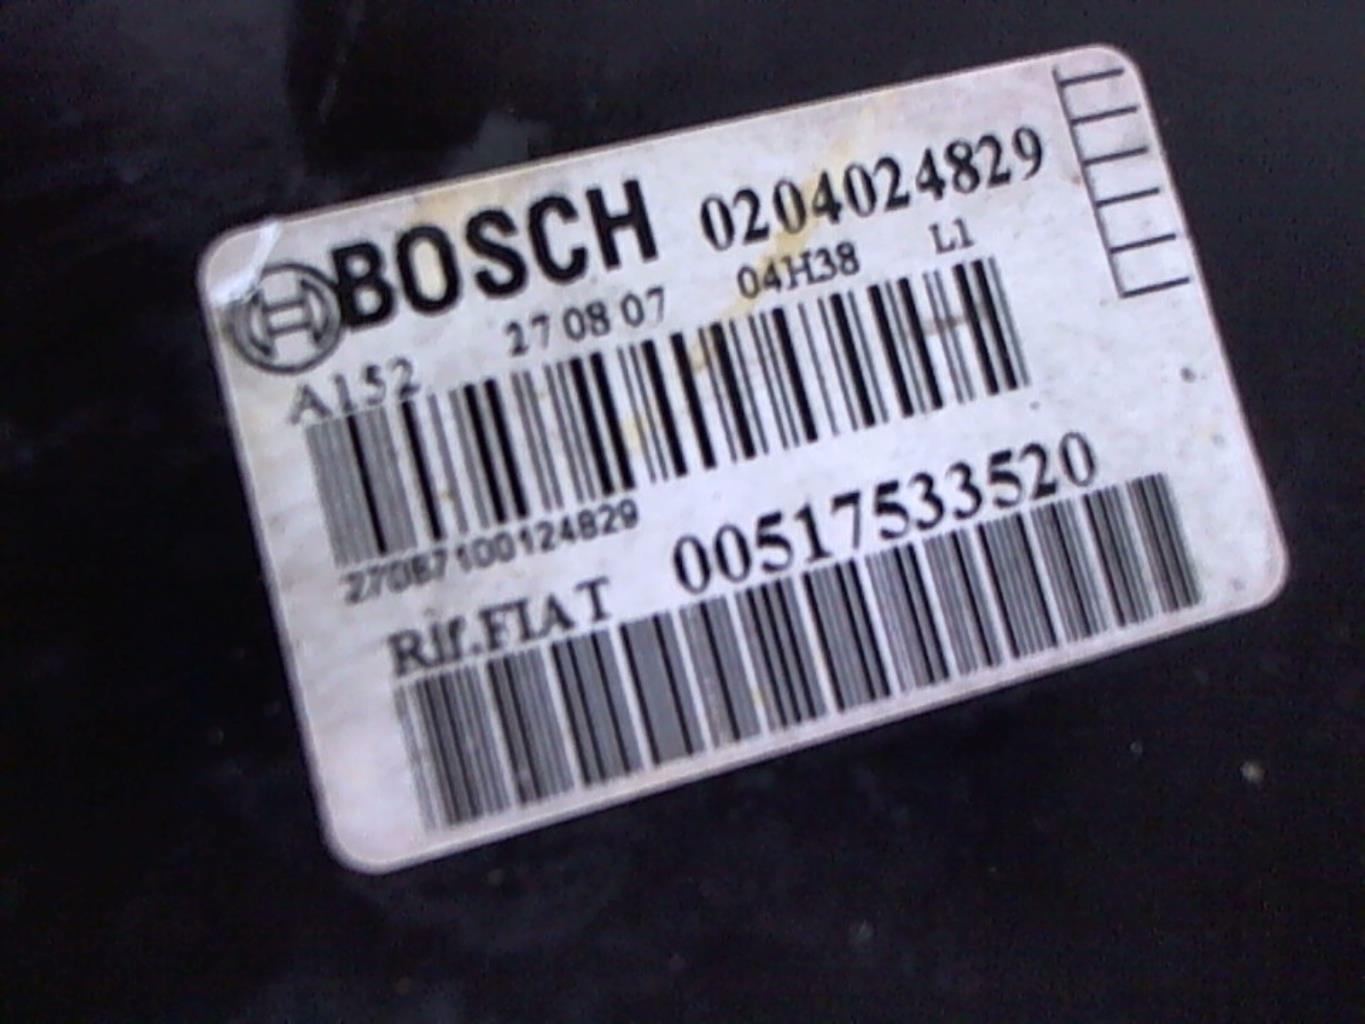 BOSCH 0204024829
A152 27 08 07 04H38 L1
27087100124829
Rif.FIAT 00517533520